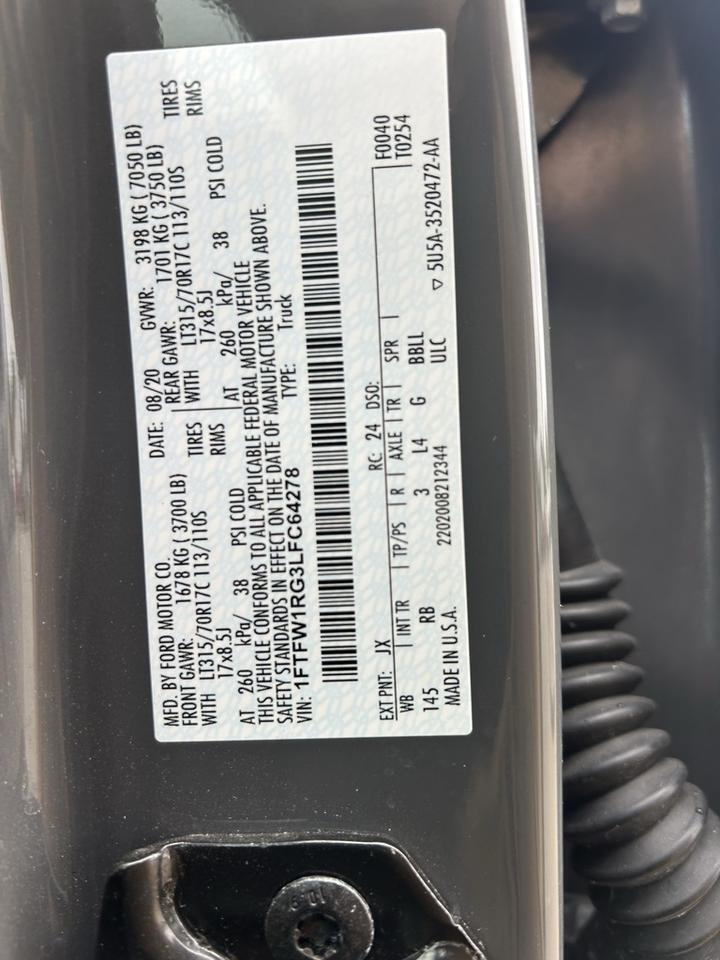 MFD. BY FORD MOTOR CO. DATE: 08/20 GVWR: 3198 KG ( 7050 LB)
FRONT GAWR: 1678 KG ( 3700 LB) REAR GAWR: 1701 KG ( 3750 LB)
WITH LT315/70R17C 113/110S TIRES WITH LT315/70R17C 113/110S TIRES
17x8.5J RIMS 17x8.5J RIMS
AT 260 kPa/ 38 PSI COLD AT 260 kPa/ 38 PSI COLD
THIS VEHICLE CONFORMS TO ALL APPLICABLE FEDERAL MOTOR VEHICLE
SAFETY STANDARDS IN EFFECT ON THE DATE OF MANUFACTURE SHOWN ABOVE.
VIN: 1FTFW1RG3LFC64278 TYPE: Truck
EXT PNT: JX RC: 24 DSO: F0040
WB INT TR TP/PS R AXLE TR SPR T0254
145 RB 3 L4 G BBLL
MADE IN U.S.A. 2202008212344 ULC ▽ 5U5A-3520472-AA
10.9